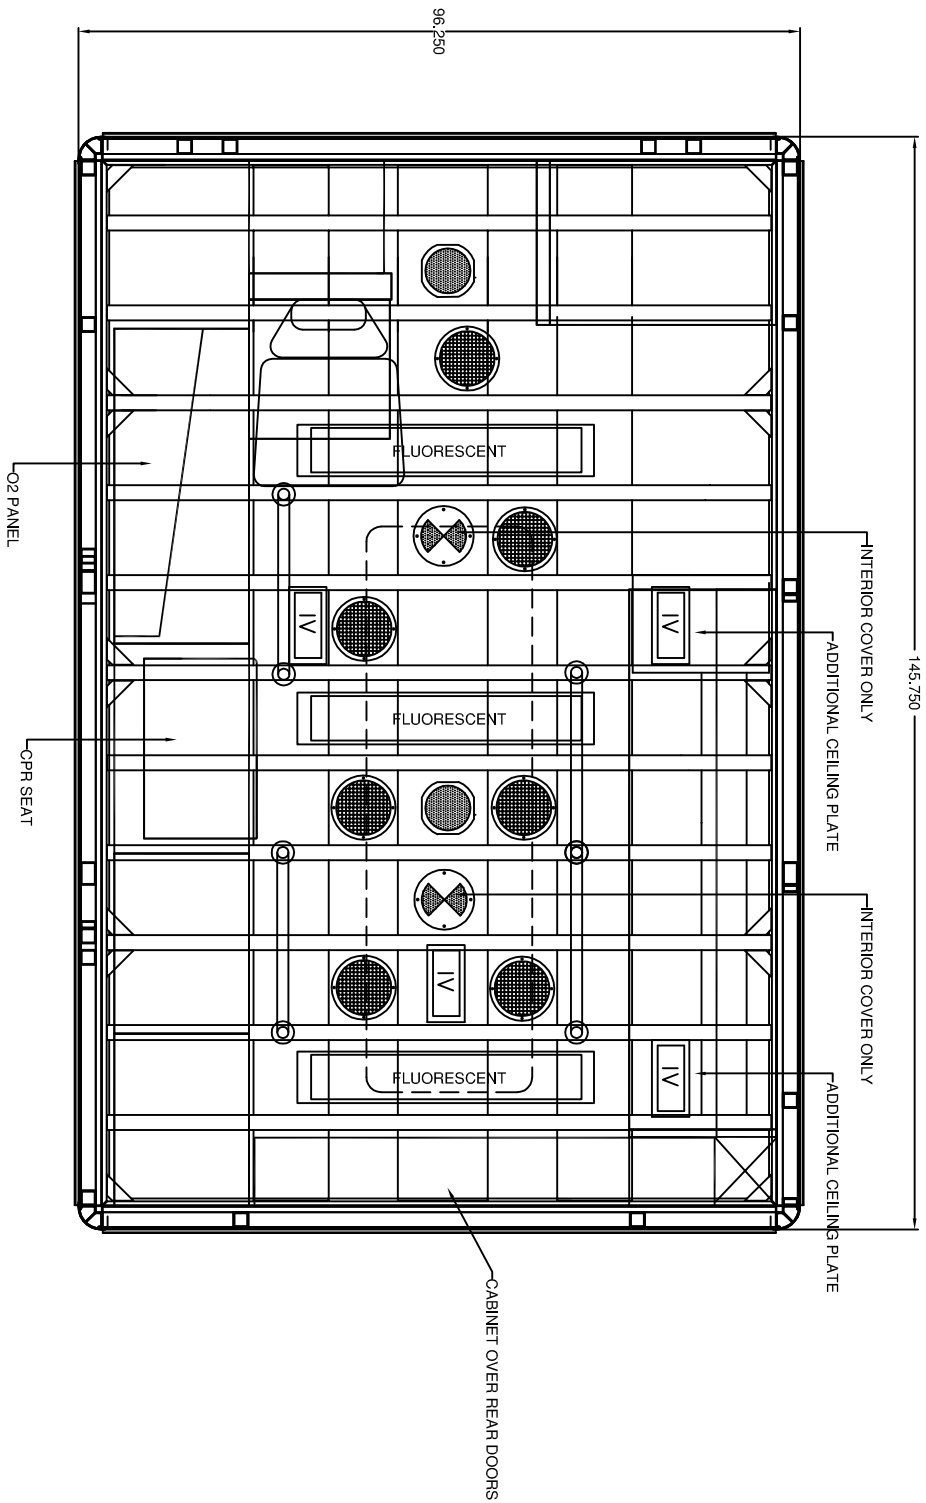 96.250
145.750
INTERIOR COVER ONLY
ADDITIONAL CEILING PLATE
INTERIOR COVER ONLY
ADDITIONAL CEILING PLATE
FLUORESCENT
IV
IV
FLUORESCENT
IV
IV
FLUORESCENT
O2 PANEL
CPR SEAT
CABINET OVER REAR DOORS